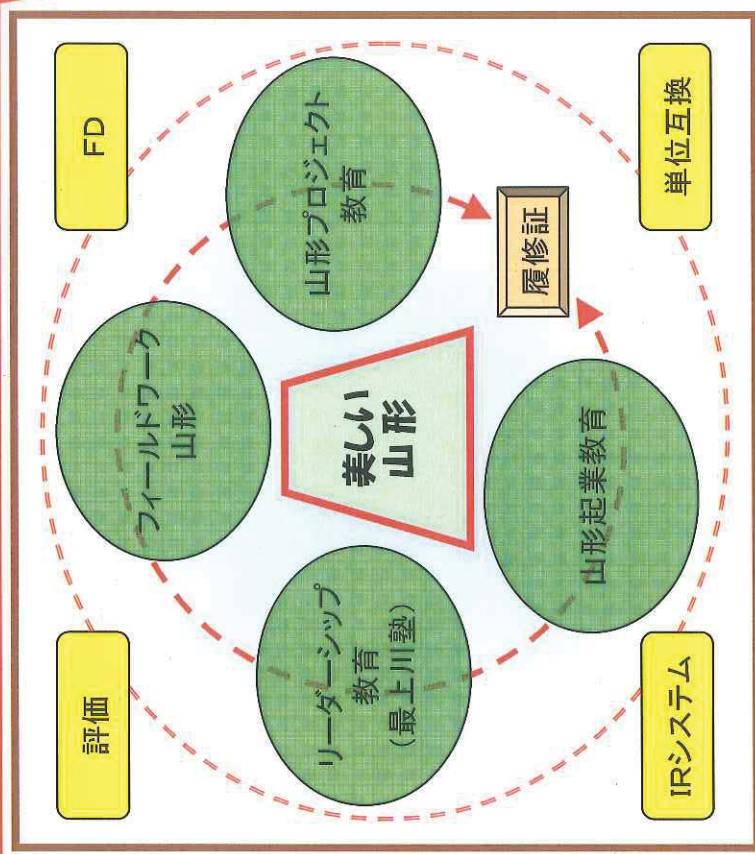 評価
FD
フィールドワーク
山形
リーダーシップ
教育
(最上川塾)
美しい
山形
山形プロジェクト
教育
履修証
山形起業教育
IRシステム
単位互換